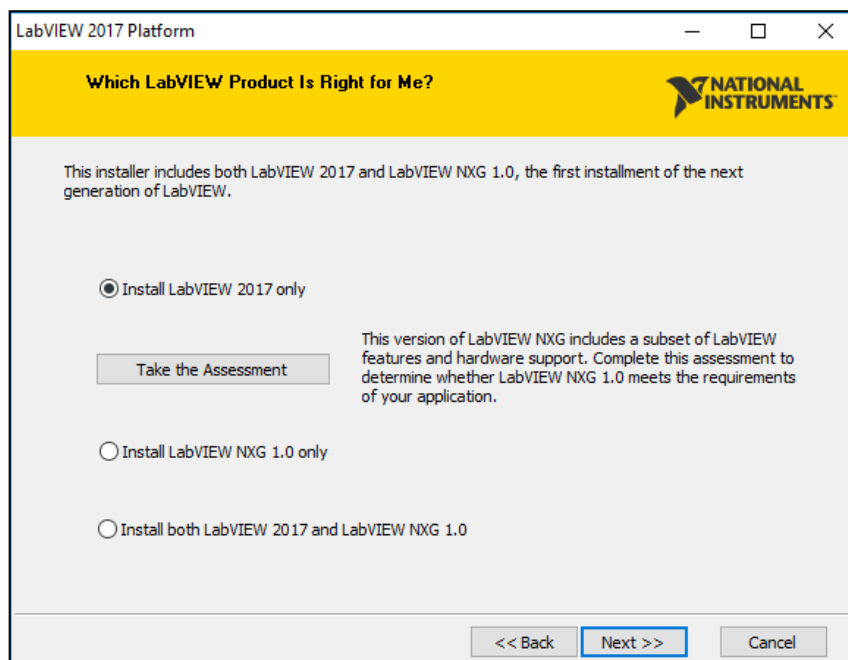 LabVIEW 2017 Platform
Which LabVIEW Product Is Right for Me?
NATIONAL
INSTRUMENTS™
This installer includes both LabVIEW 2017 and LabVIEW NXG 1.0, the first installment of the next
generation of LabVIEW.
Install LabVIEW 2017 only
Take the Assessment
This version of LabVIEW NXG includes a subset of LabVIEW
features and hardware support. Complete this assessment to
determine whether LabVIEW NXG 1.0 meets the requirements
of your application.
Install LabVIEW NXG 1.0 only
Install both LabVIEW 2017 and LabVIEW NXG 1.0
<< Back
Next >>
Cancel